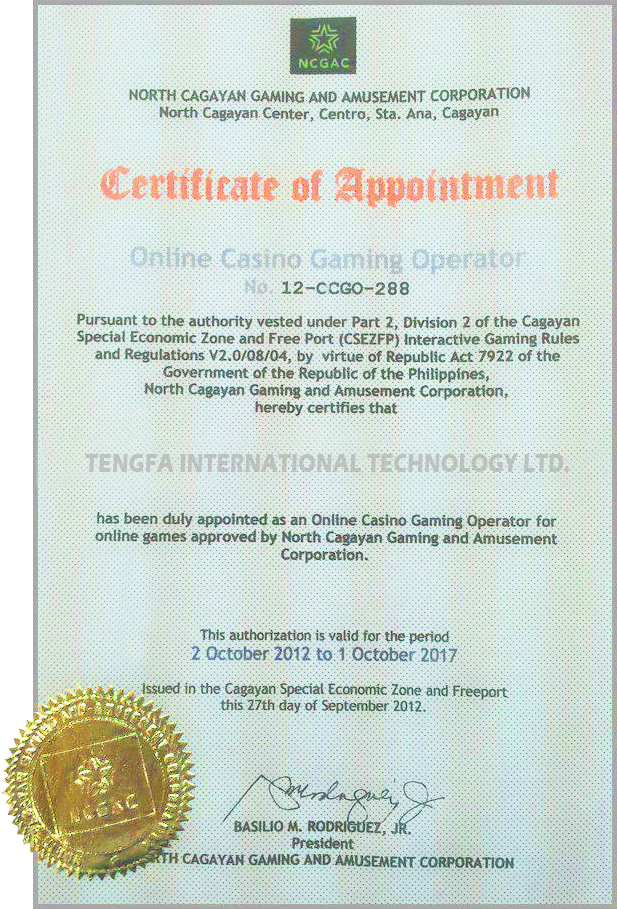 NCGAC
NORTH CAGAYAN GAMING AND AMUSEMENT CORPORATION
North Cagayan Center, Centro, Sta. Ana, Cagayan
Certificate of Appointment
Online Casino Gaming Operator
No. 12-CCGO-288
Pursuant to the authority vested under Part 2, Division 2 of the Cagayan
Special Economic Zone and Free Port (CSEZFP) Interactive Gaming Rules
and Regulations V2.0/08/04, by virtue of Republic Act 7922 of the
Government of the Republic of the Philippines,
North Cagayan Gaming and Amusement Corporation,
hereby certifies that
TENGFA INTERNATIONAL TECHNOLOGY LTD.
has been duly appointed as an Online Casino Gaming Operator for
online games approved by North Cagayan Gaming and Amusement
Corporation.
This authorization is valid for the period
2 October 2012 to 1 October 2017
Issued in the Cagayan Special Economic Zone and Freeport
this 27th day of September 2012.
NCGAC
BASILIO M. RODRIGUEZ, JR.
President
RTH CAGAYAN GAMING AND AMUSEMENT CORPORATION